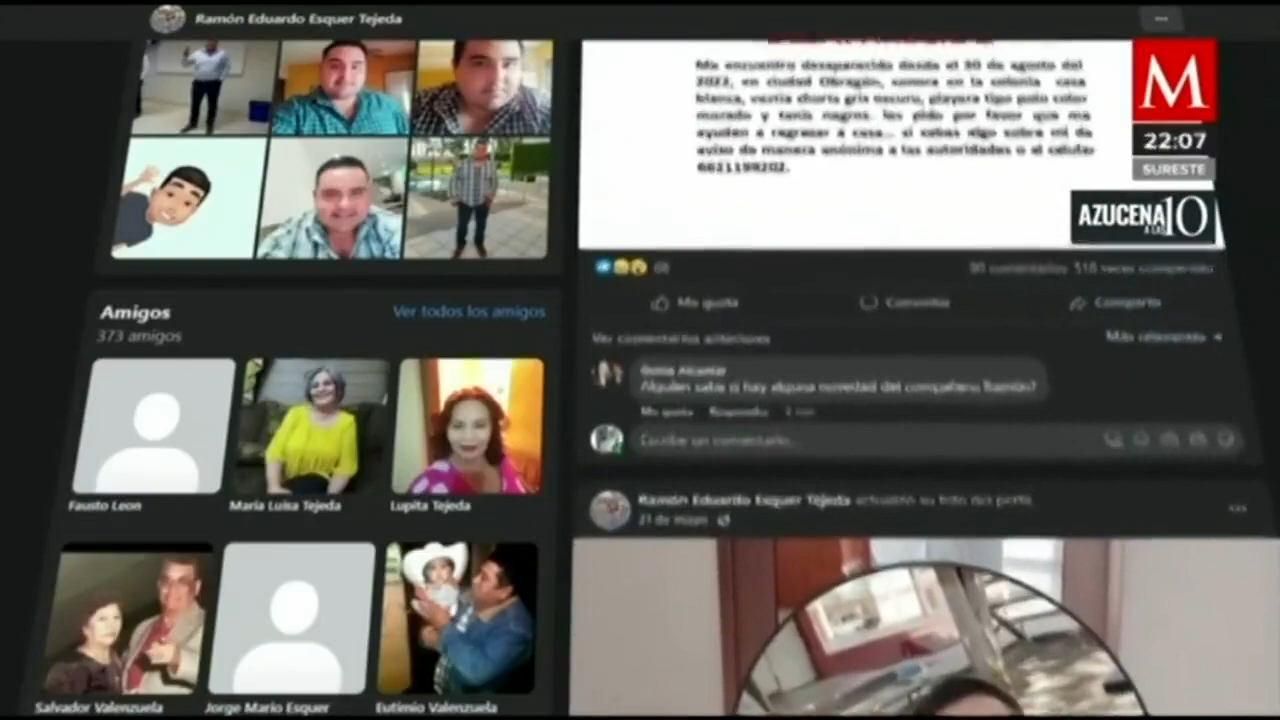 Ramón Eduardo Esquer Tejeda
Me encuentro desaparecido desde el 30 de agosto del
2022, en ciudad Obregón, sonora en la colonia casa
blanca, vestía shorts gris oscuro, playera tipo polo color
morado y tenis negros. les pido por favor que me
ayuden a regresar a casa... si sabes algo sobre mi da
aviso de manera anónima a las autoridades o al celular
M
22:07
SURESTE
AZUCENA
A LAS
10
Amigos
Ver todos los amigos
373 amigos
Fausto Leon
María Luisa Tejeda
Lupita Tejeda
Salvador Valenzuela
Jorge Mario Esquer
Eutimio Valenzuela
Me gusta
Comentar
Compartir
Ver comentarios anteriores
Más relevantes
Alguien sabe si hay alguna novedad del compañero Ramón?
Me gusta Responder
Escribe un comentario...
Ramón Eduardo Esquer Tejeda actualizó su foto del perfil.
21 de mayo